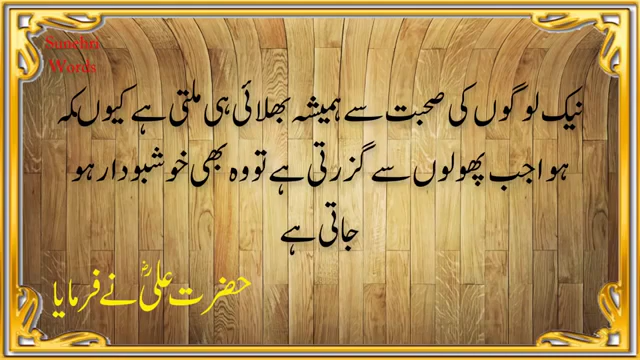 Sunehri
Words
نیک لوگوں کی صحبت سے ہمیشہ بھلائی ہی ملتی ہے کیوں کہ
ہوا جب پھولوں سے گزرتی ہے تو وہ بھی خوشبودار ہو
جاتی ہے
حضرت علیؓ نے فرمایا